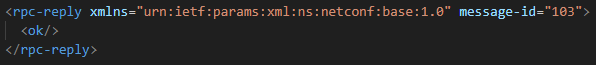 <rpc-reply xmlns="urn:ietf:params:xml:ns:netconf:base:1.0" message-id="103">
  <ok/>
</rpc-reply>